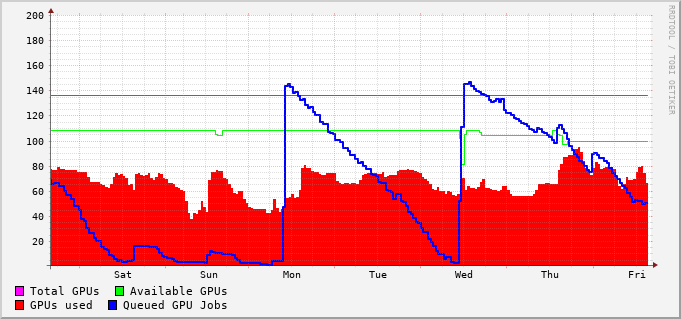 200
180
160
140
120
100
80
60
40
20
Sat Sun Mon Tue Wed Thu Fri
Total GPUs Available GPUs
GPUs used Queued GPU Jobs
RRDTOOL / TOBI OETIKER